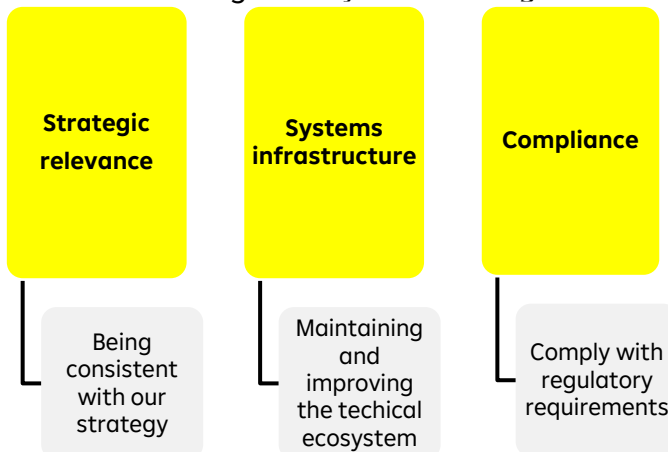 Strategic
relevance
Systems
infrastructure
Compliance
Being
consistent
with our
strategy
Maintaining
and
improving
the techical
ecosystem
Comply with
regulatory
requirements